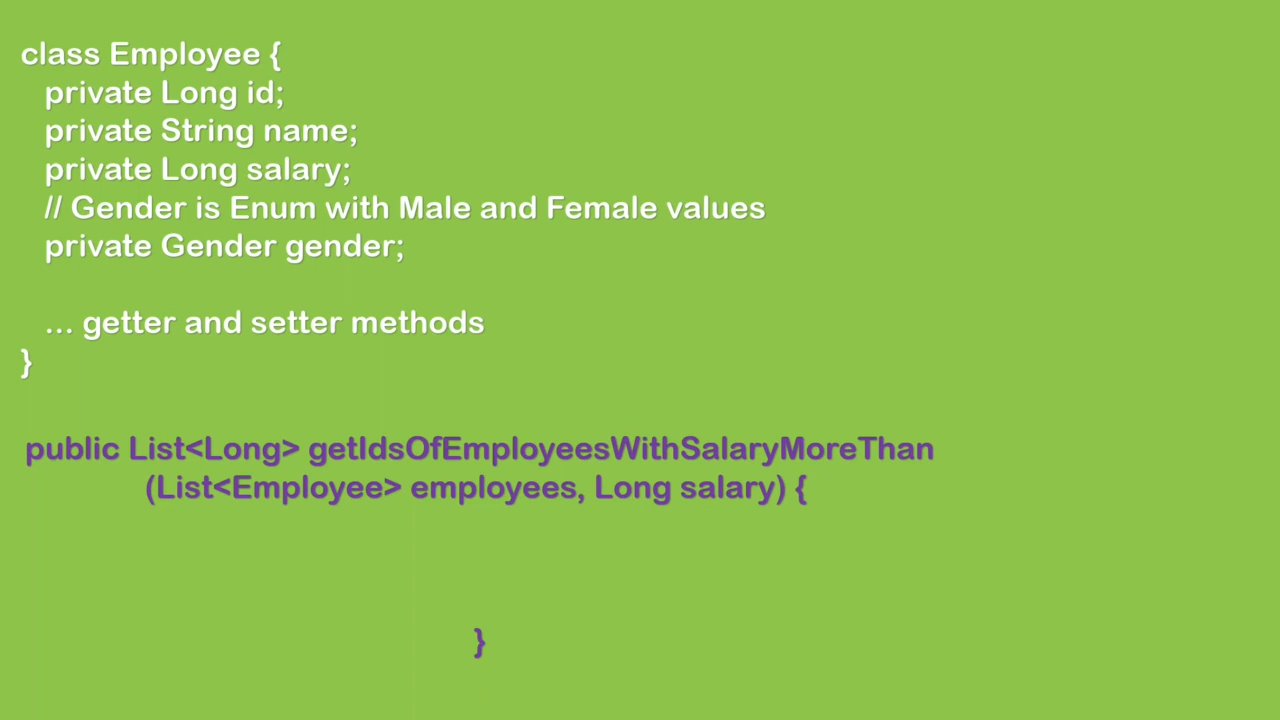 class Employee {
private Long id;
private String name;
private Long salary;
// Gender is Enum with Male and Female values
private Gender gender;
... getter and setter methods
}
public List<Long> getIdsOfEmployeesWithSalaryMoreThan
(List<Employee> employees, Long salary) {
}